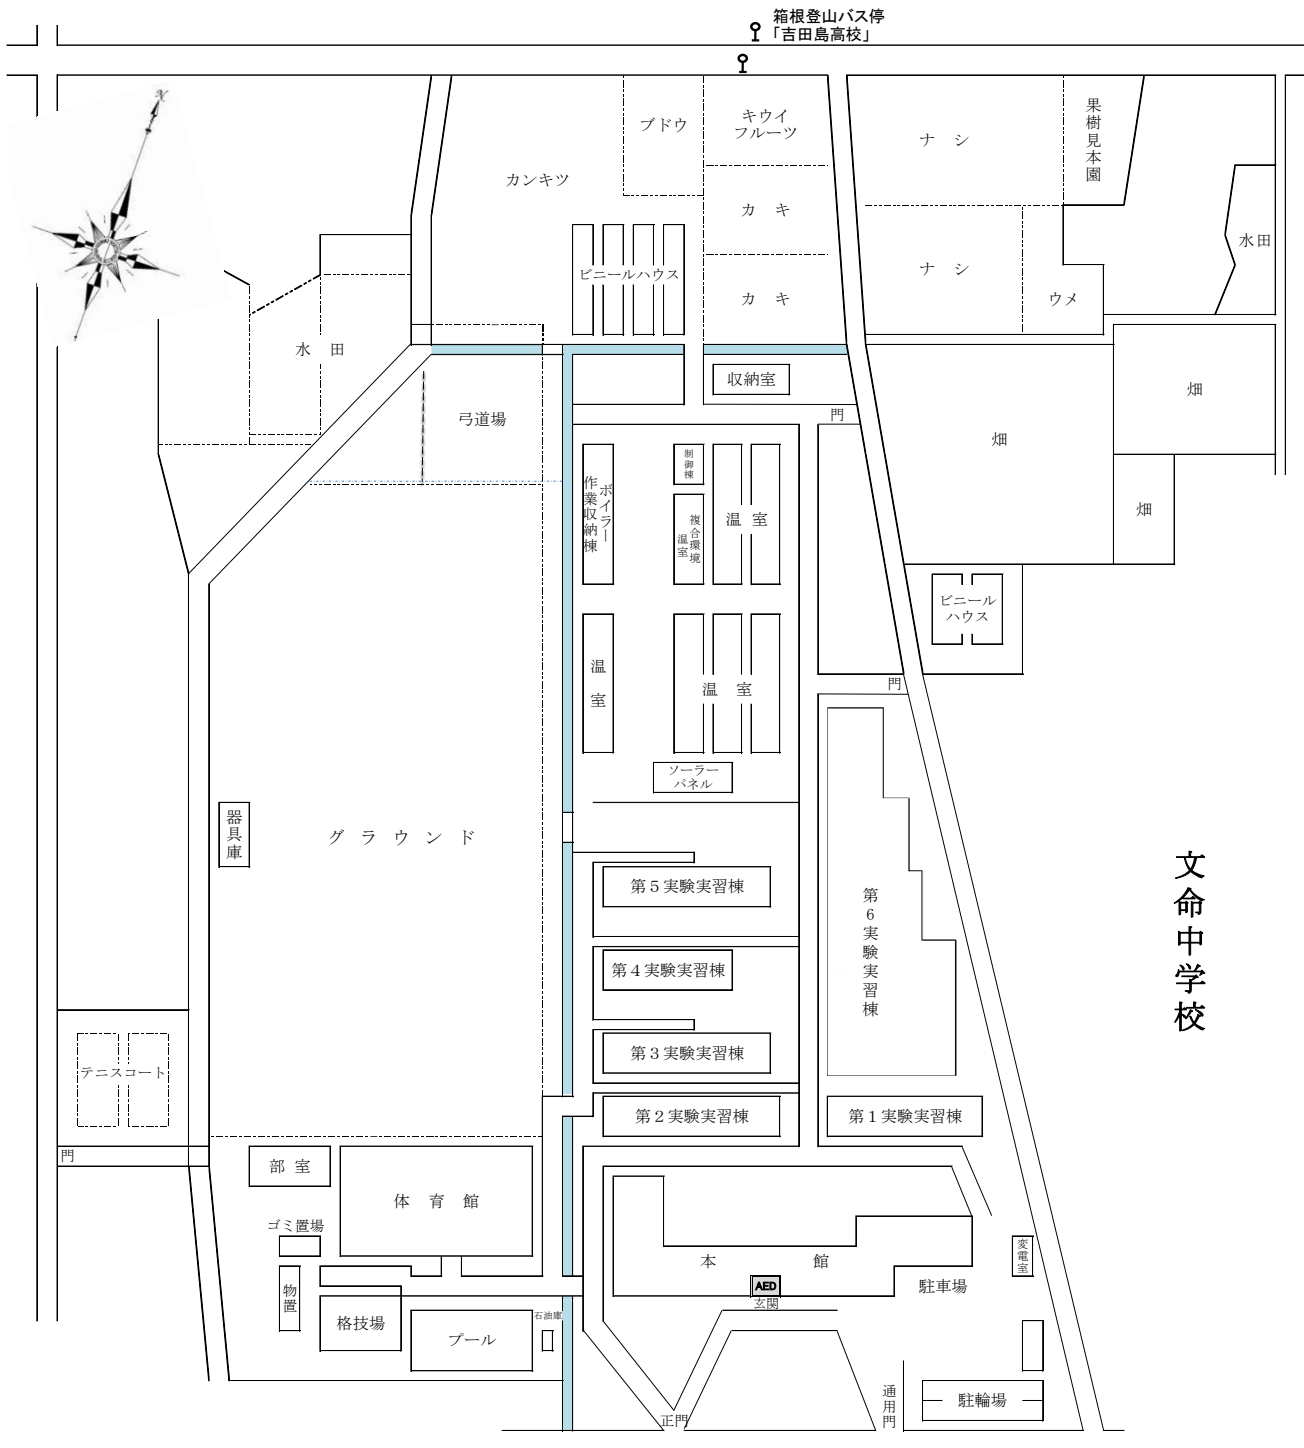 箱根登山バス停
「吉田島高校」
N
ブドウ
キウイ
フルーツ
ナ シ
果樹見本園
カンキツ
カ キ
水田
ビニールハウス
ナ シ
カ キ
ウメ
水 田
収納室
畑
弓道場
門
畑
ボイラー
作業収納棟
制御棟
複合環境
温室
温 室
畑
ビニール
ハウス
温室
温 室
門
ソーラー
パネル
器具庫
グラウンド
第5実験実習棟
第6実験実習棟
文命中学校
第4実験実習棟
第3実験実習棟
テニスコート
第2実験実習棟
第1実験実習棟
門
部 室
体 育 館
ゴミ置場
本 館
変電室
物置
AED
玄関
駐車場
格技場
石油庫
プール
正門
通用門
駐輪場